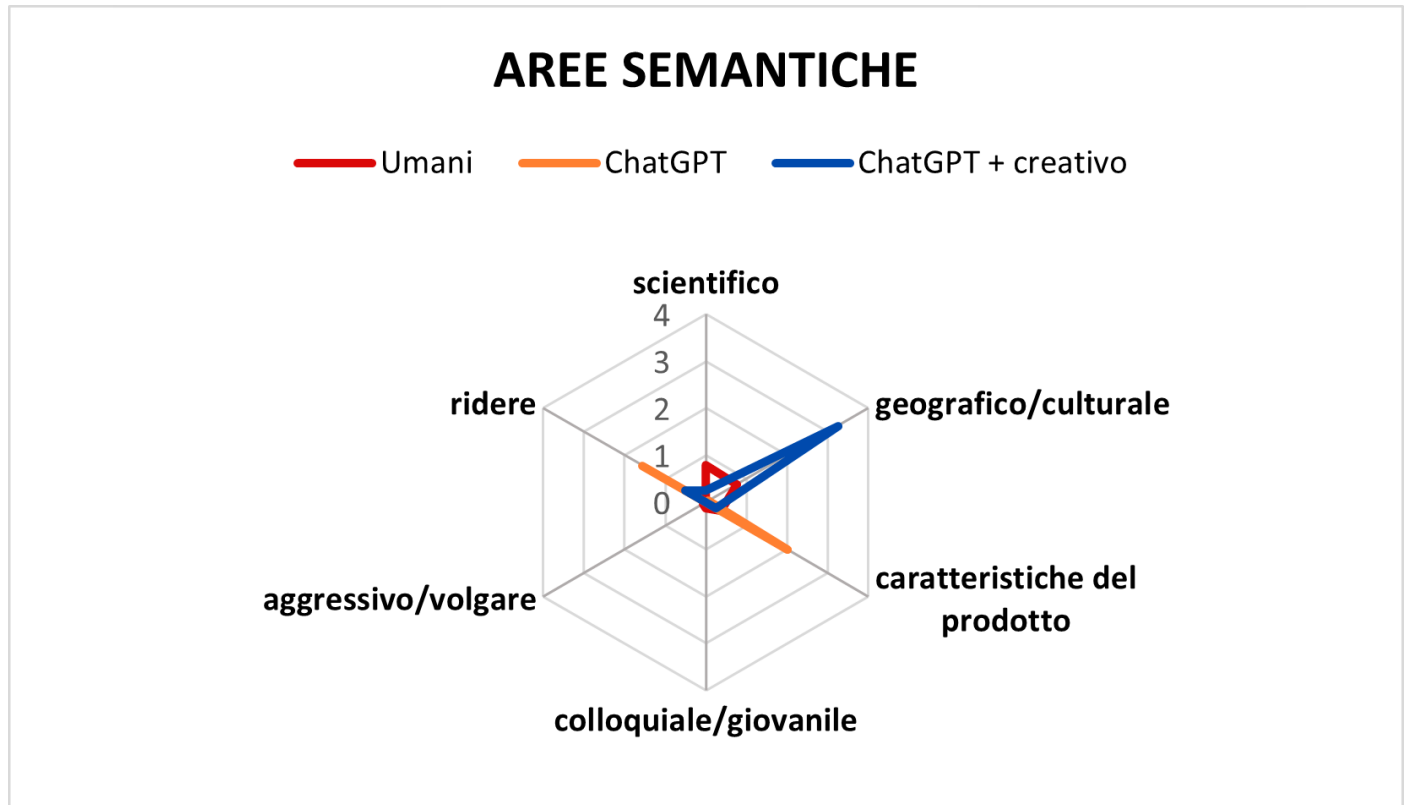 AREE SEMANTICHE
Umani ChatGPT ChatGPT + creativo
scientifico
4
3
ridere geografico/culturale
2
1
0
aggressivo/volgare caratteristiche del
prodotto
colloquiale/giovanile